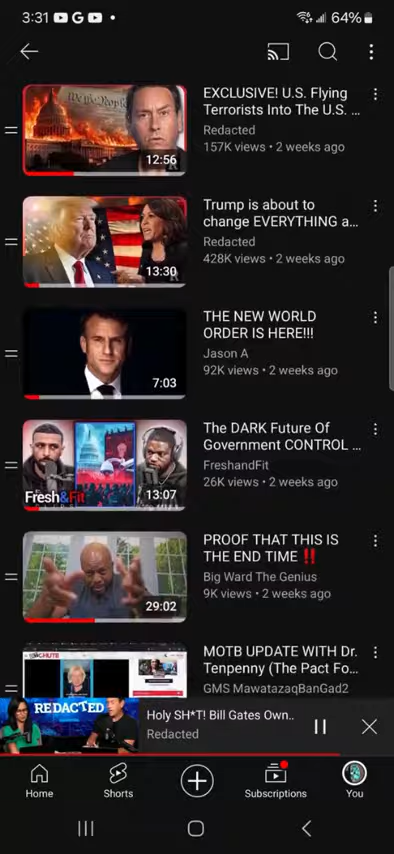 3:31
64%
We the People
12:56
EXCLUSIVE! U.S. Flying
Terrorists Into The U.S. ...
Redacted
157K views • 2 weeks ago
13:30
Trump is about to
change EVERYTHING a...
Redacted
428K views • 2 weeks ago
7:03
THE NEW WORLD
ORDER IS HERE!!!
Jason A
92K views • 2 weeks ago
Fresh&Fit
13:07
The DARK Future Of
Government CONTROL ...
FreshandFit
26K views • 2 weeks ago
29:02
PROOF THAT THIS IS
THE END TIME ‼️
Big Ward The Genius
9K views • 2 weeks ago
MOTB UPDATE WITH Dr.
Tenpenny (The Pact Fo...
GMS MawatazaqBanGad2
REDACTED
Holy SH*T! Bill Gates Own..
Redacted
Home
Shorts
Subscriptions
You